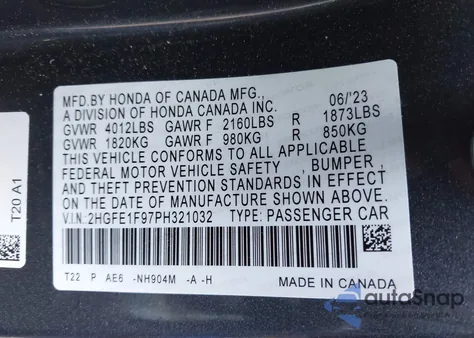 MFD.BY HONDA OF CANADA MFG.,
A DIVISION OF HONDA CANADA INC. 06/'23
GVWR 4012LBS GAWR F 2160LBS R 1873LBS
GVWR 1820KG GAWR F 980KG R 850KG
THIS VEHICLE CONFORMS TO ALL APPLICABLE
FEDERAL MOTOR VEHICLE SAFETY , BUMPER ,
AND THEFT PREVENTION STANDARDS IN EFFECT
ON THE DATE OF MANUFACTURE SHOWN ABOVE.
V.I.N: 2HGFE1F97PH321032 TYPE: PASSENGER CAR
T22 P AE6 -NH904M -A -H
MADE IN CANADA
T20 A1
autoSnap